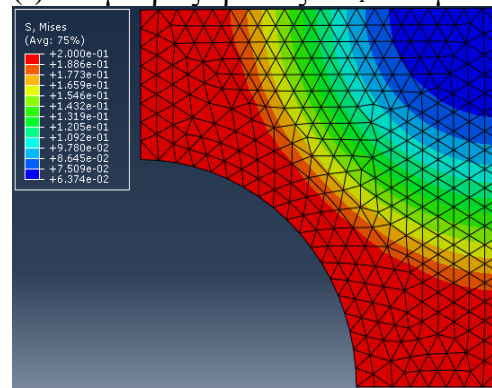 S, Mises
(Avg: 75%)
+2.000e-01
+1.886e-01
+1.773e-01
+1.659e-01
+1.546e-01
+1.432e-01
+1.319e-01
+1.205e-01
+1.092e-01
+9.780e-02
+8.645e-02
+7.509e-02
+6.374e-02